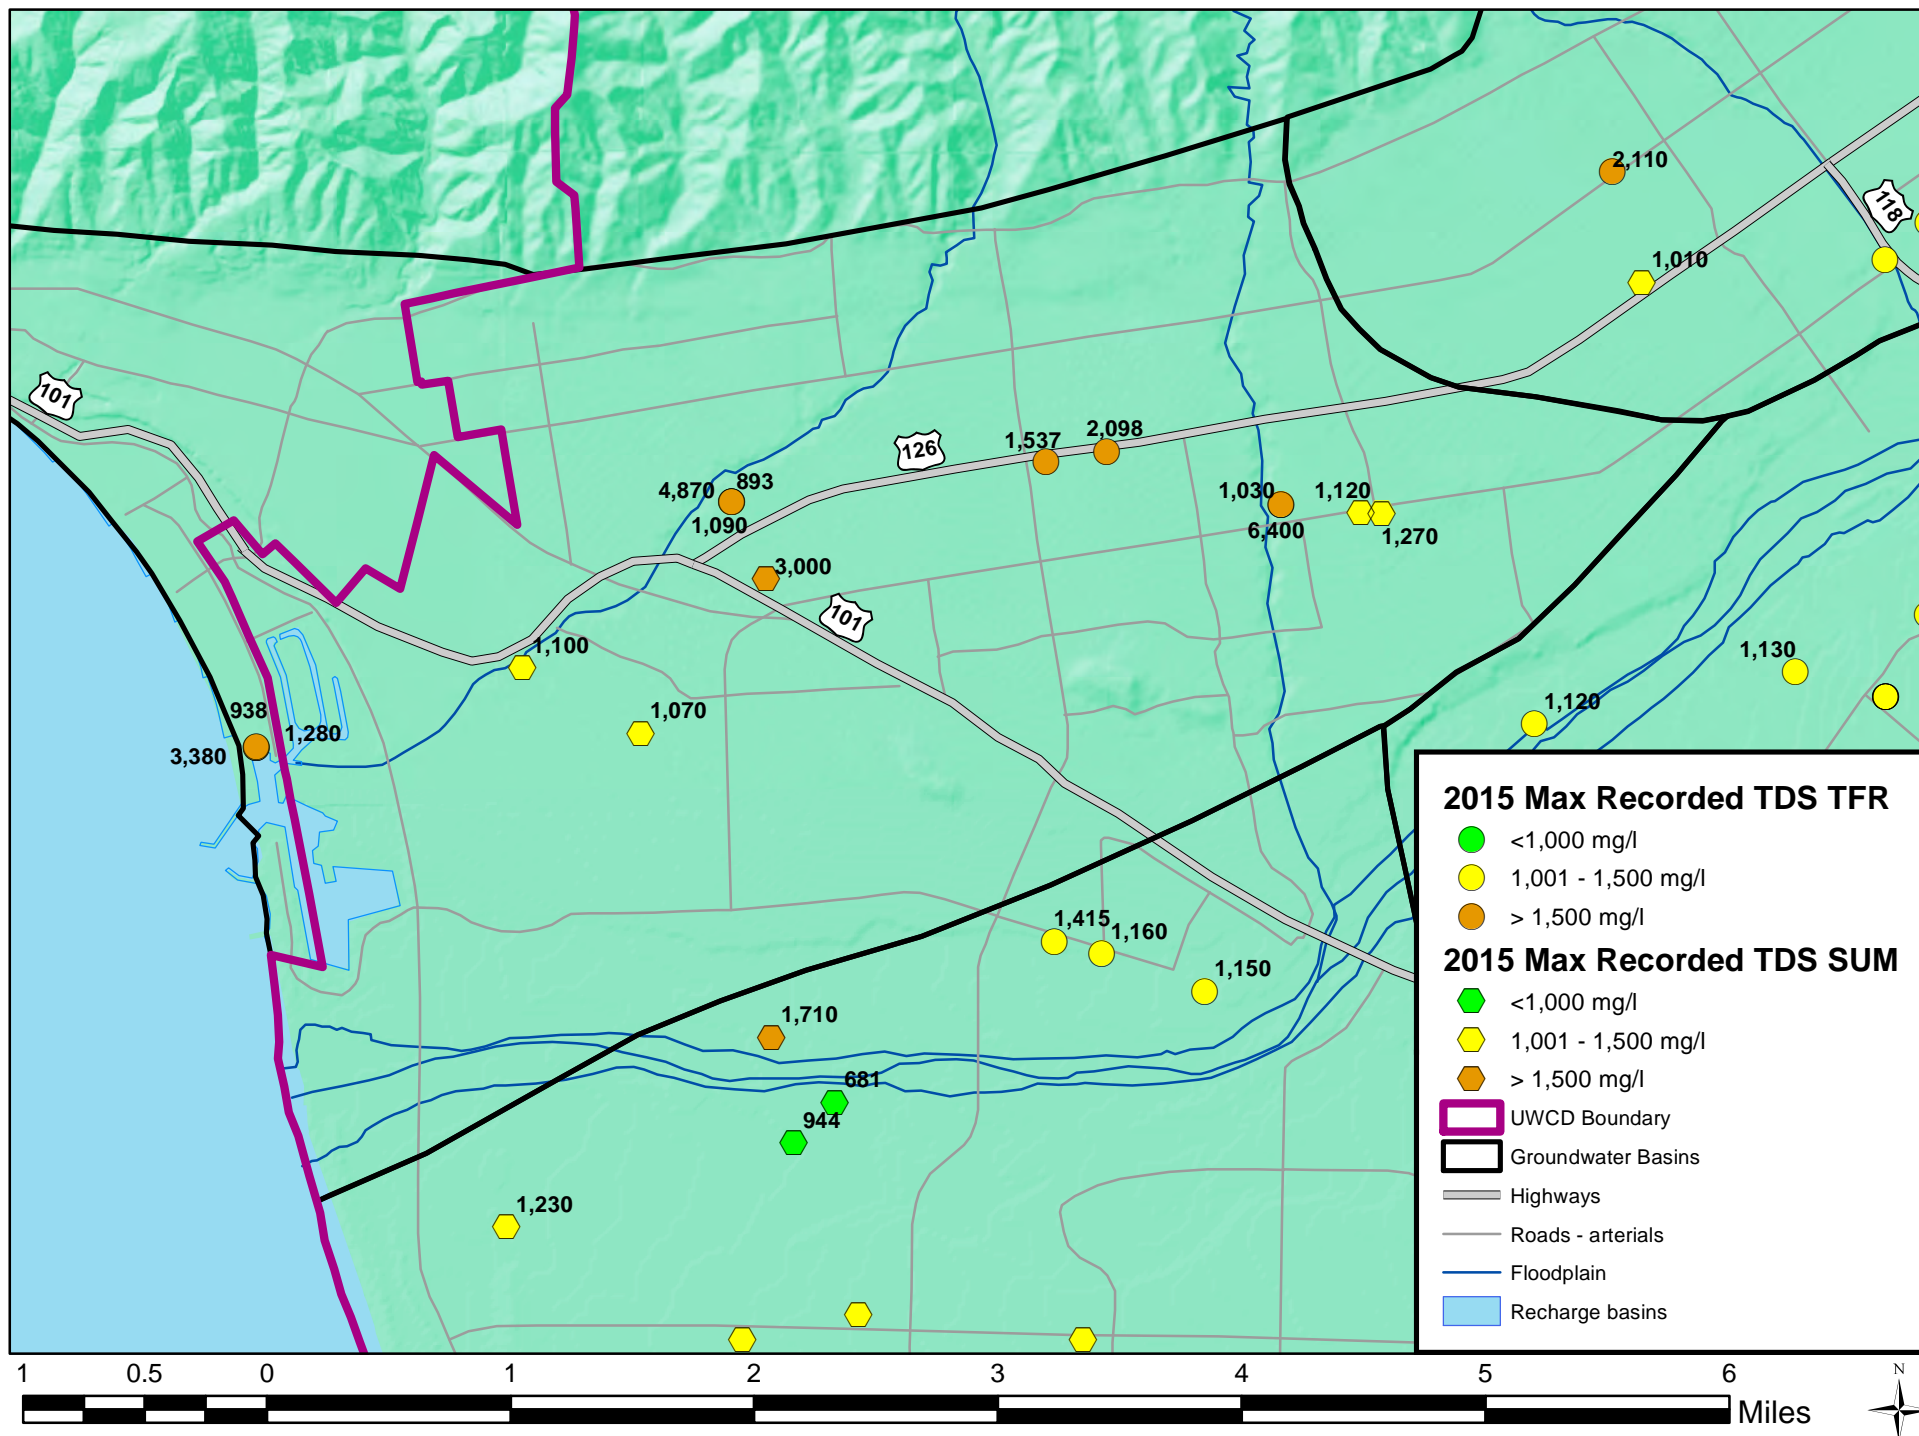 2,110
118
1,010
101
126
1,537
2,098
4,870
893
1,090
1,030
6,400
1,120
1,270
3,000
101
1,100
1,070
938
1,280
3,380
1,130
1,120
1,415
1,160
1,150
1,710
681
944
1,230
2015 Max Recorded TDS TFR
<1,000 mg/l
1,001 - 1,500 mg/l
> 1,500 mg/l
2015 Max Recorded TDS SUM
<1,000 mg/l
1,001 - 1,500 mg/l
> 1,500 mg/l
UWCD Boundary
Groundwater Basins
Highways
Roads - arterials
Floodplain
Recharge basins
1 0.5 0 1 2 3 4 5 6
Miles
N